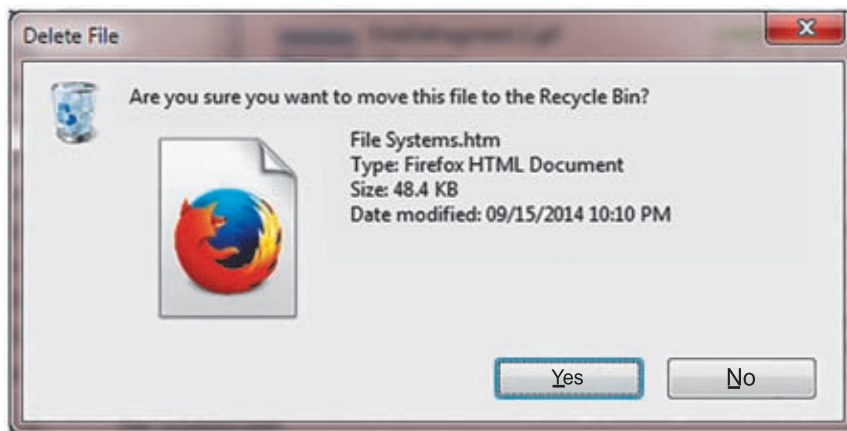 Delete File
Are you sure you want to move this file to the Recycle Bin?
File Systems.htm
Type: Firefox HTML Document
Size: 48.4 KB
Date modified: 09/15/2014 10:10 PM
Yes
No